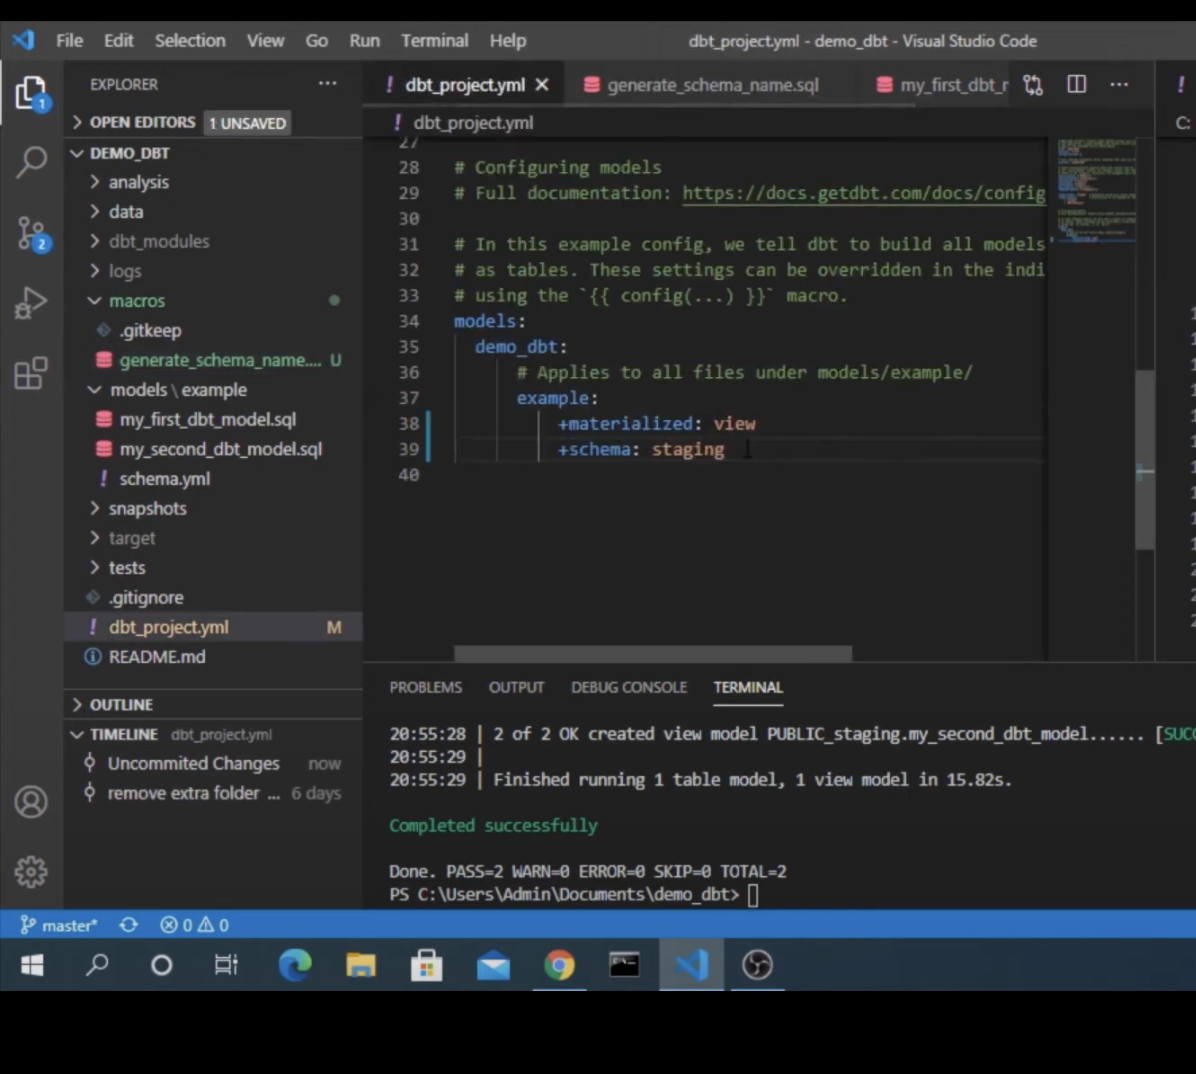 File Edit Selection View Go Run Terminal Help
dbt_project.yml - demo_dbt - Visual Studio Code
EXPLORER
OPEN EDITORS 1 UNSAVED
DEMO_DBT
analysis
data
dbt_modules
logs
macros
.gitkeep
generate_schema_name.... U
models \ example
my_first_dbt_model.sql
my_second_dbt_model.sql
! schema.yml
snapshots
target
tests
.gitignore
! dbt_project.yml M
README.md
OUTLINE
TIMELINE dbt_project.yml
Uncommited Changes now
remove extra folder ... 6 days
1
2
! dbt_project.yml
generate_schema_name.sql
my_first_dbt_r
! dbt_project.yml
C:
27
28 # Configuring models
29 # Full documentation: https://docs.getdbt.com/docs/config
30
31 # In this example config, we tell dbt to build all models
32 # as tables. These settings can be overridden in the indi
33 # using the `{{ config(...) }}` macro.
34 models:
35 demo_dbt:
36 # Applies to all files under models/example/
37 example:
38 +materialized: view
39 +schema: staging
40
PROBLEMS OUTPUT DEBUG CONSOLE TERMINAL
20:55:28 | 2 of 2 OK created view model PUBLIC_staging.my_second_dbt_model...... [SUCC
20:55:29 |
20:55:29 | Finished running 1 table model, 1 view model in 15.82s.
Completed successfully
Done. PASS=2 WARN=0 ERROR=0 SKIP=0 TOTAL=2
PS C:\Users\Admin\Documents\demo_dbt>
master* 0 0